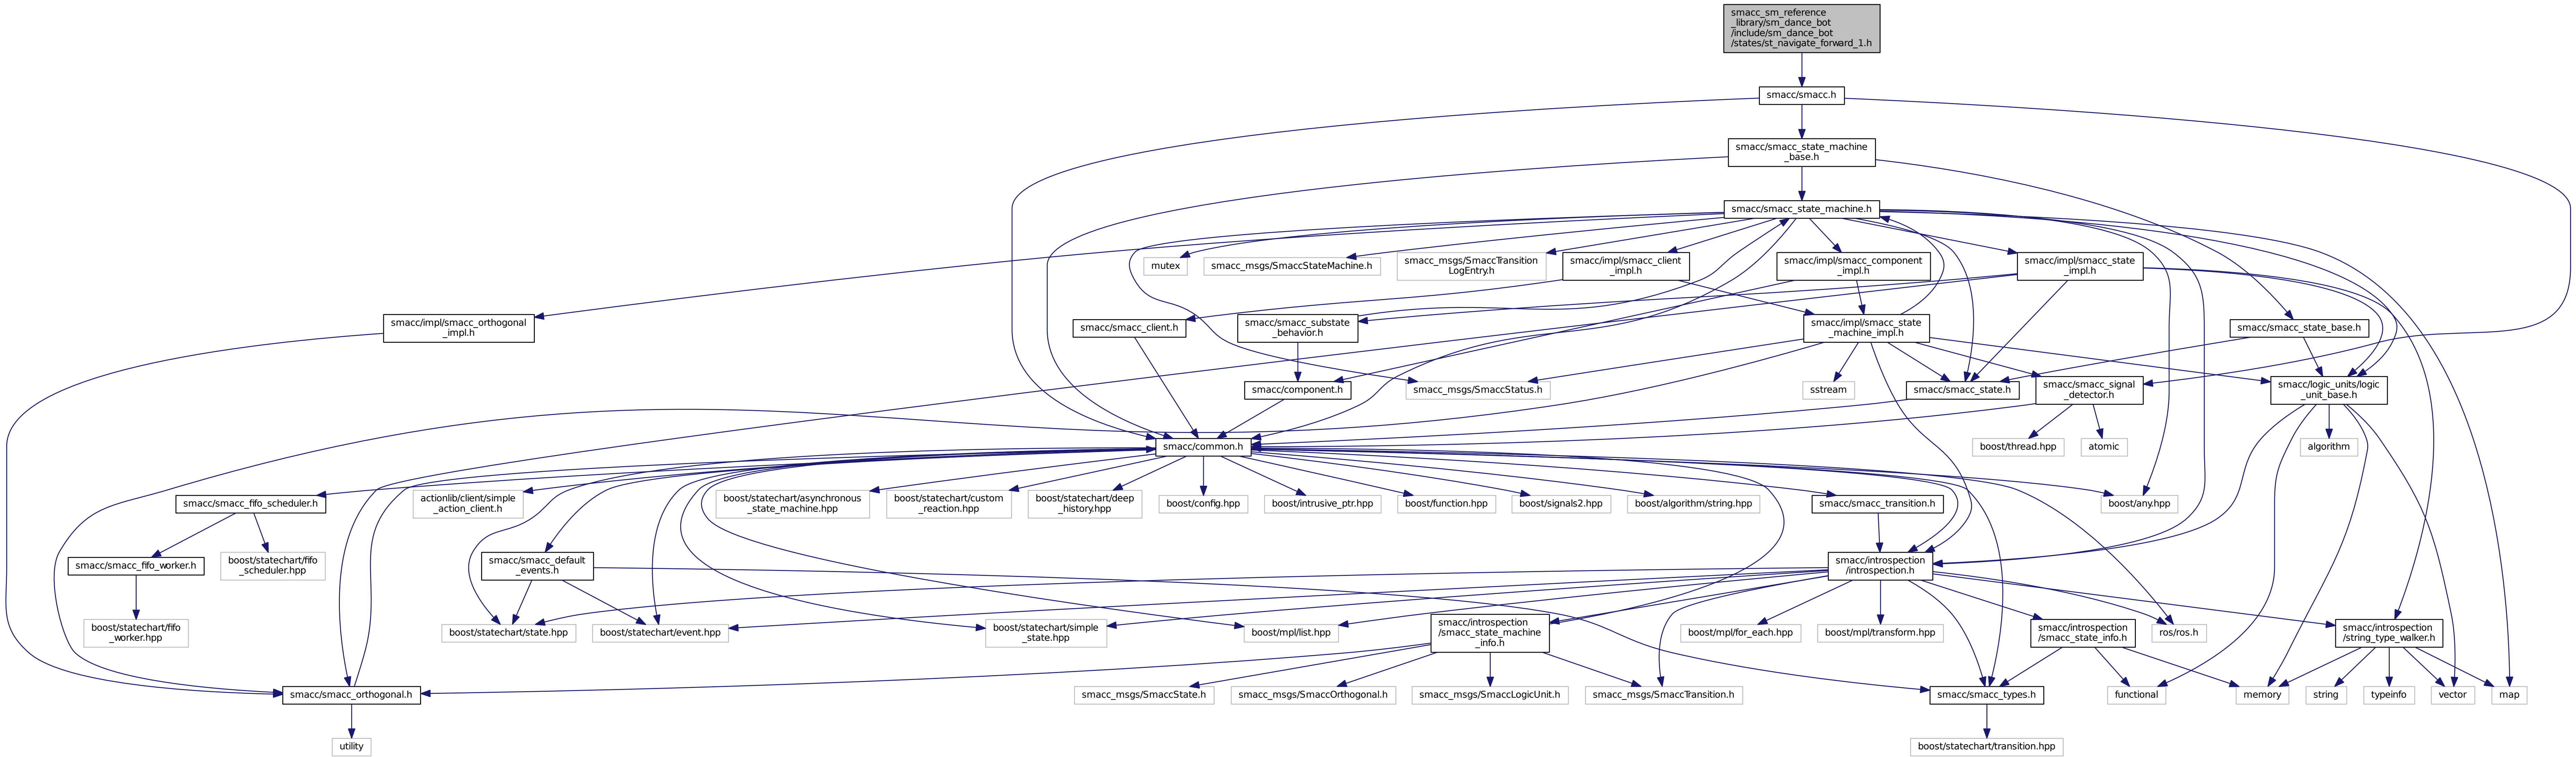 smacc_sm_reference
_library/sm_dance_bot
/include/sm_dance_bot
/states/st_navigate_forward_1.h
smacc/smacc.h
smacc/smacc_state_machine
_base.h
smacc/smacc_state_machine.h
mutex
smacc_msgs/SmaccStateMachine.h
smacc_msgs/SmaccTransition
LogEntry.h
smacc/impl/smacc_client
_impl.h
smacc/impl/smacc_component
_impl.h
smacc/impl/smacc_state
_impl.h
smacc/impl/smacc_orthogonal
_impl.h
smacc/smacc_client.h
smacc/smacc_substate
_behavior.h
smacc/impl/smacc_state
_machine_impl.h
smacc/smacc_state_base.h
smacc/component.h
smacc_msgs/SmaccStatus.h
sstream
smacc/smacc_state.h
smacc/smacc_signal
_detector.h
smacc/logic_units/logic
_unit_base.h
smacc/common.h
boost/thread.hpp
atomic
algorithm
smacc/smacc_fifo_scheduler.h
actionlib/client/simple
_action_client.h
boost/statechart/asynchronous
_state_machine.hpp
boost/statechart/custom
_reaction.hpp
boost/statechart/deep
_history.hpp
boost/config.hpp
boost/intrusive_ptr.hpp
boost/function.hpp
boost/signals2.hpp
boost/algorithm/string.hpp
smacc/smacc_transition.h
boost/any.hpp
smacc/smacc_fifo_worker.h
boost/statechart/fifo
_scheduler.hpp
smacc/smacc_default
_events.h
smacc/introspection
/introspection.h
boost/statechart/fifo
_worker.hpp
boost/statechart/state.hpp
boost/statechart/event.hpp
boost/statechart/simple
_state.hpp
boost/mpl/list.hpp
smacc/introspection
/smacc_state_machine
_info.h
boost/mpl/for_each.hpp
boost/mpl/transform.hpp
smacc/introspection
/smacc_state_info.h
ros/ros.h
smacc/introspection
/string_type_walker.h
smacc/smacc_orthogonal.h
smacc_msgs/SmaccState.h
smacc_msgs/SmaccOrthogonal.h
smacc_msgs/SmaccLogicUnit.h
smacc_msgs/SmaccTransition.h
smacc/smacc_types.h
functional
memory
string
typeinfo
vector
map
utility
boost/statechart/transition.hpp